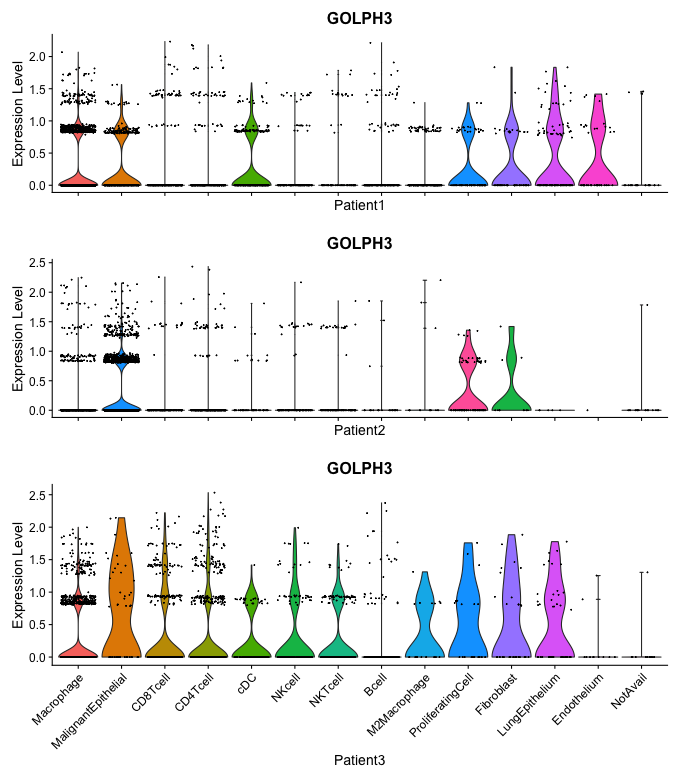 GOLPH3
Expression Level
2.0
1.5
1.0
0.5
0.0
Patient1
GOLPH3
Expression Level
2.5
2.0
1.5
1.0
0.5
0.0
Patient2
GOLPH3
Expression Level
2.5
2.0
1.5
1.0
0.5
0.0
Macrophage
MalignantEpithelial
CD8Tcell
CD4Tcell
cDC
NKcell
NKTcell
Bcell
M2Macrophage
ProliferatingCell
Fibroblast
LungEpithelium
Endothelium
NotAvail
Patient3